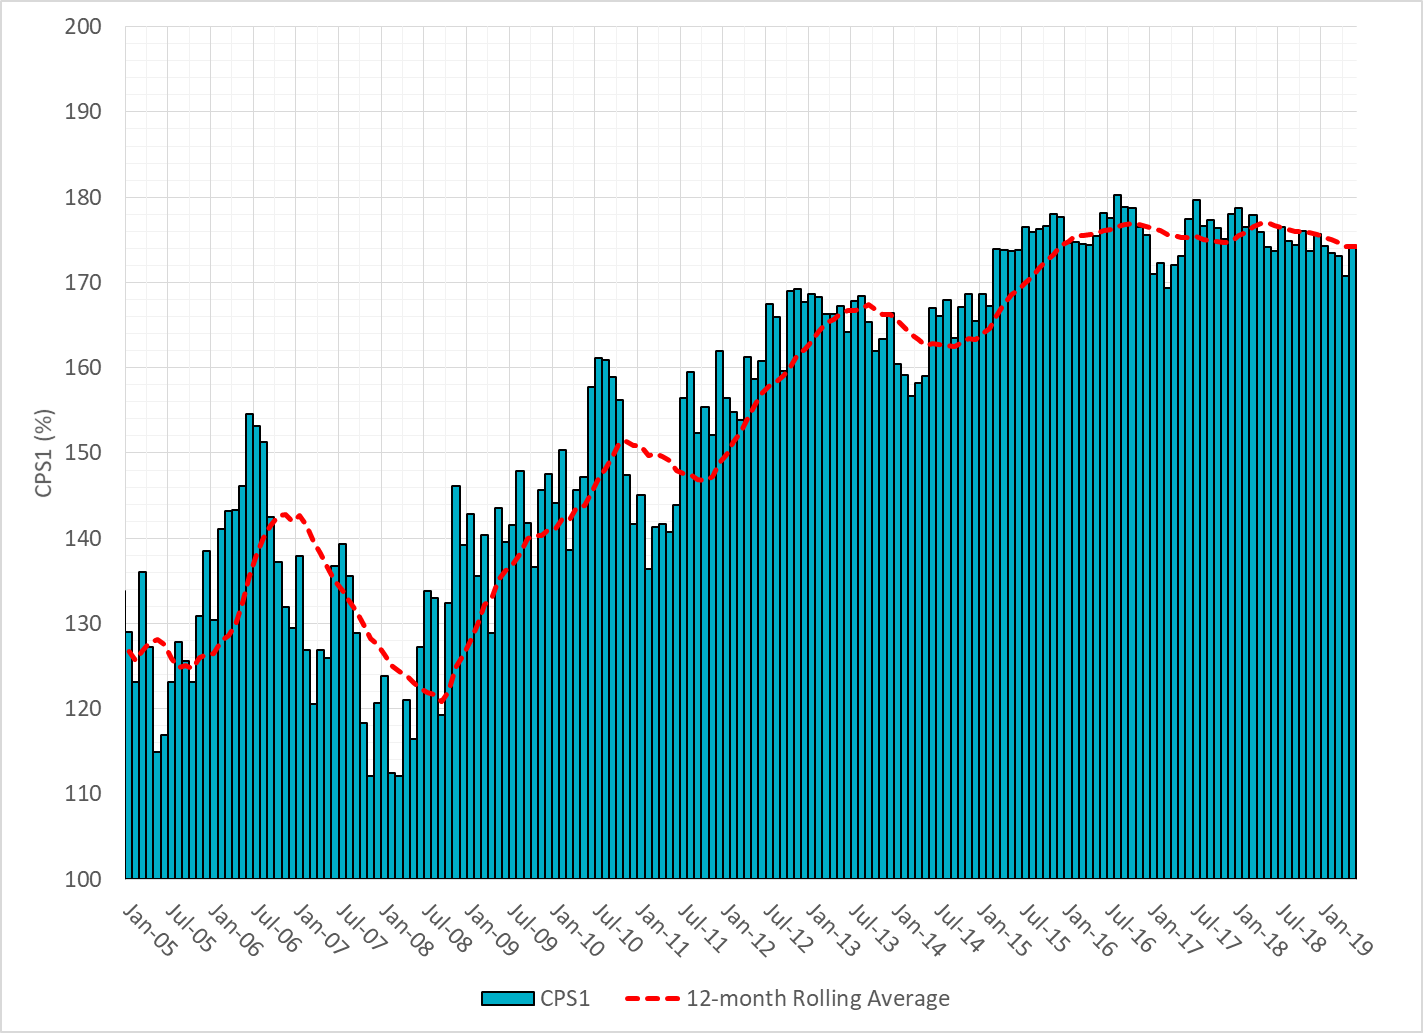 200
190
180
170
160
150
140
130
120
110
100
CPS1 (%)
Jan-05
Jul-05
Jan-06
Jul-06
Jan-07
Jul-07
Jan-08
Jul-08
Jan-09
Jul-09
Jan-10
Jul-10
Jan-11
Jul-11
Jan-12
Jul-12
Jan-13
Jul-13
Jan-14
Jul-14
Jan-15
Jul-15
Jan-16
Jul-16
Jan-17
Jul-17
Jan-18
Jul-18
Jan-19
CPS1
12-month Rolling Average